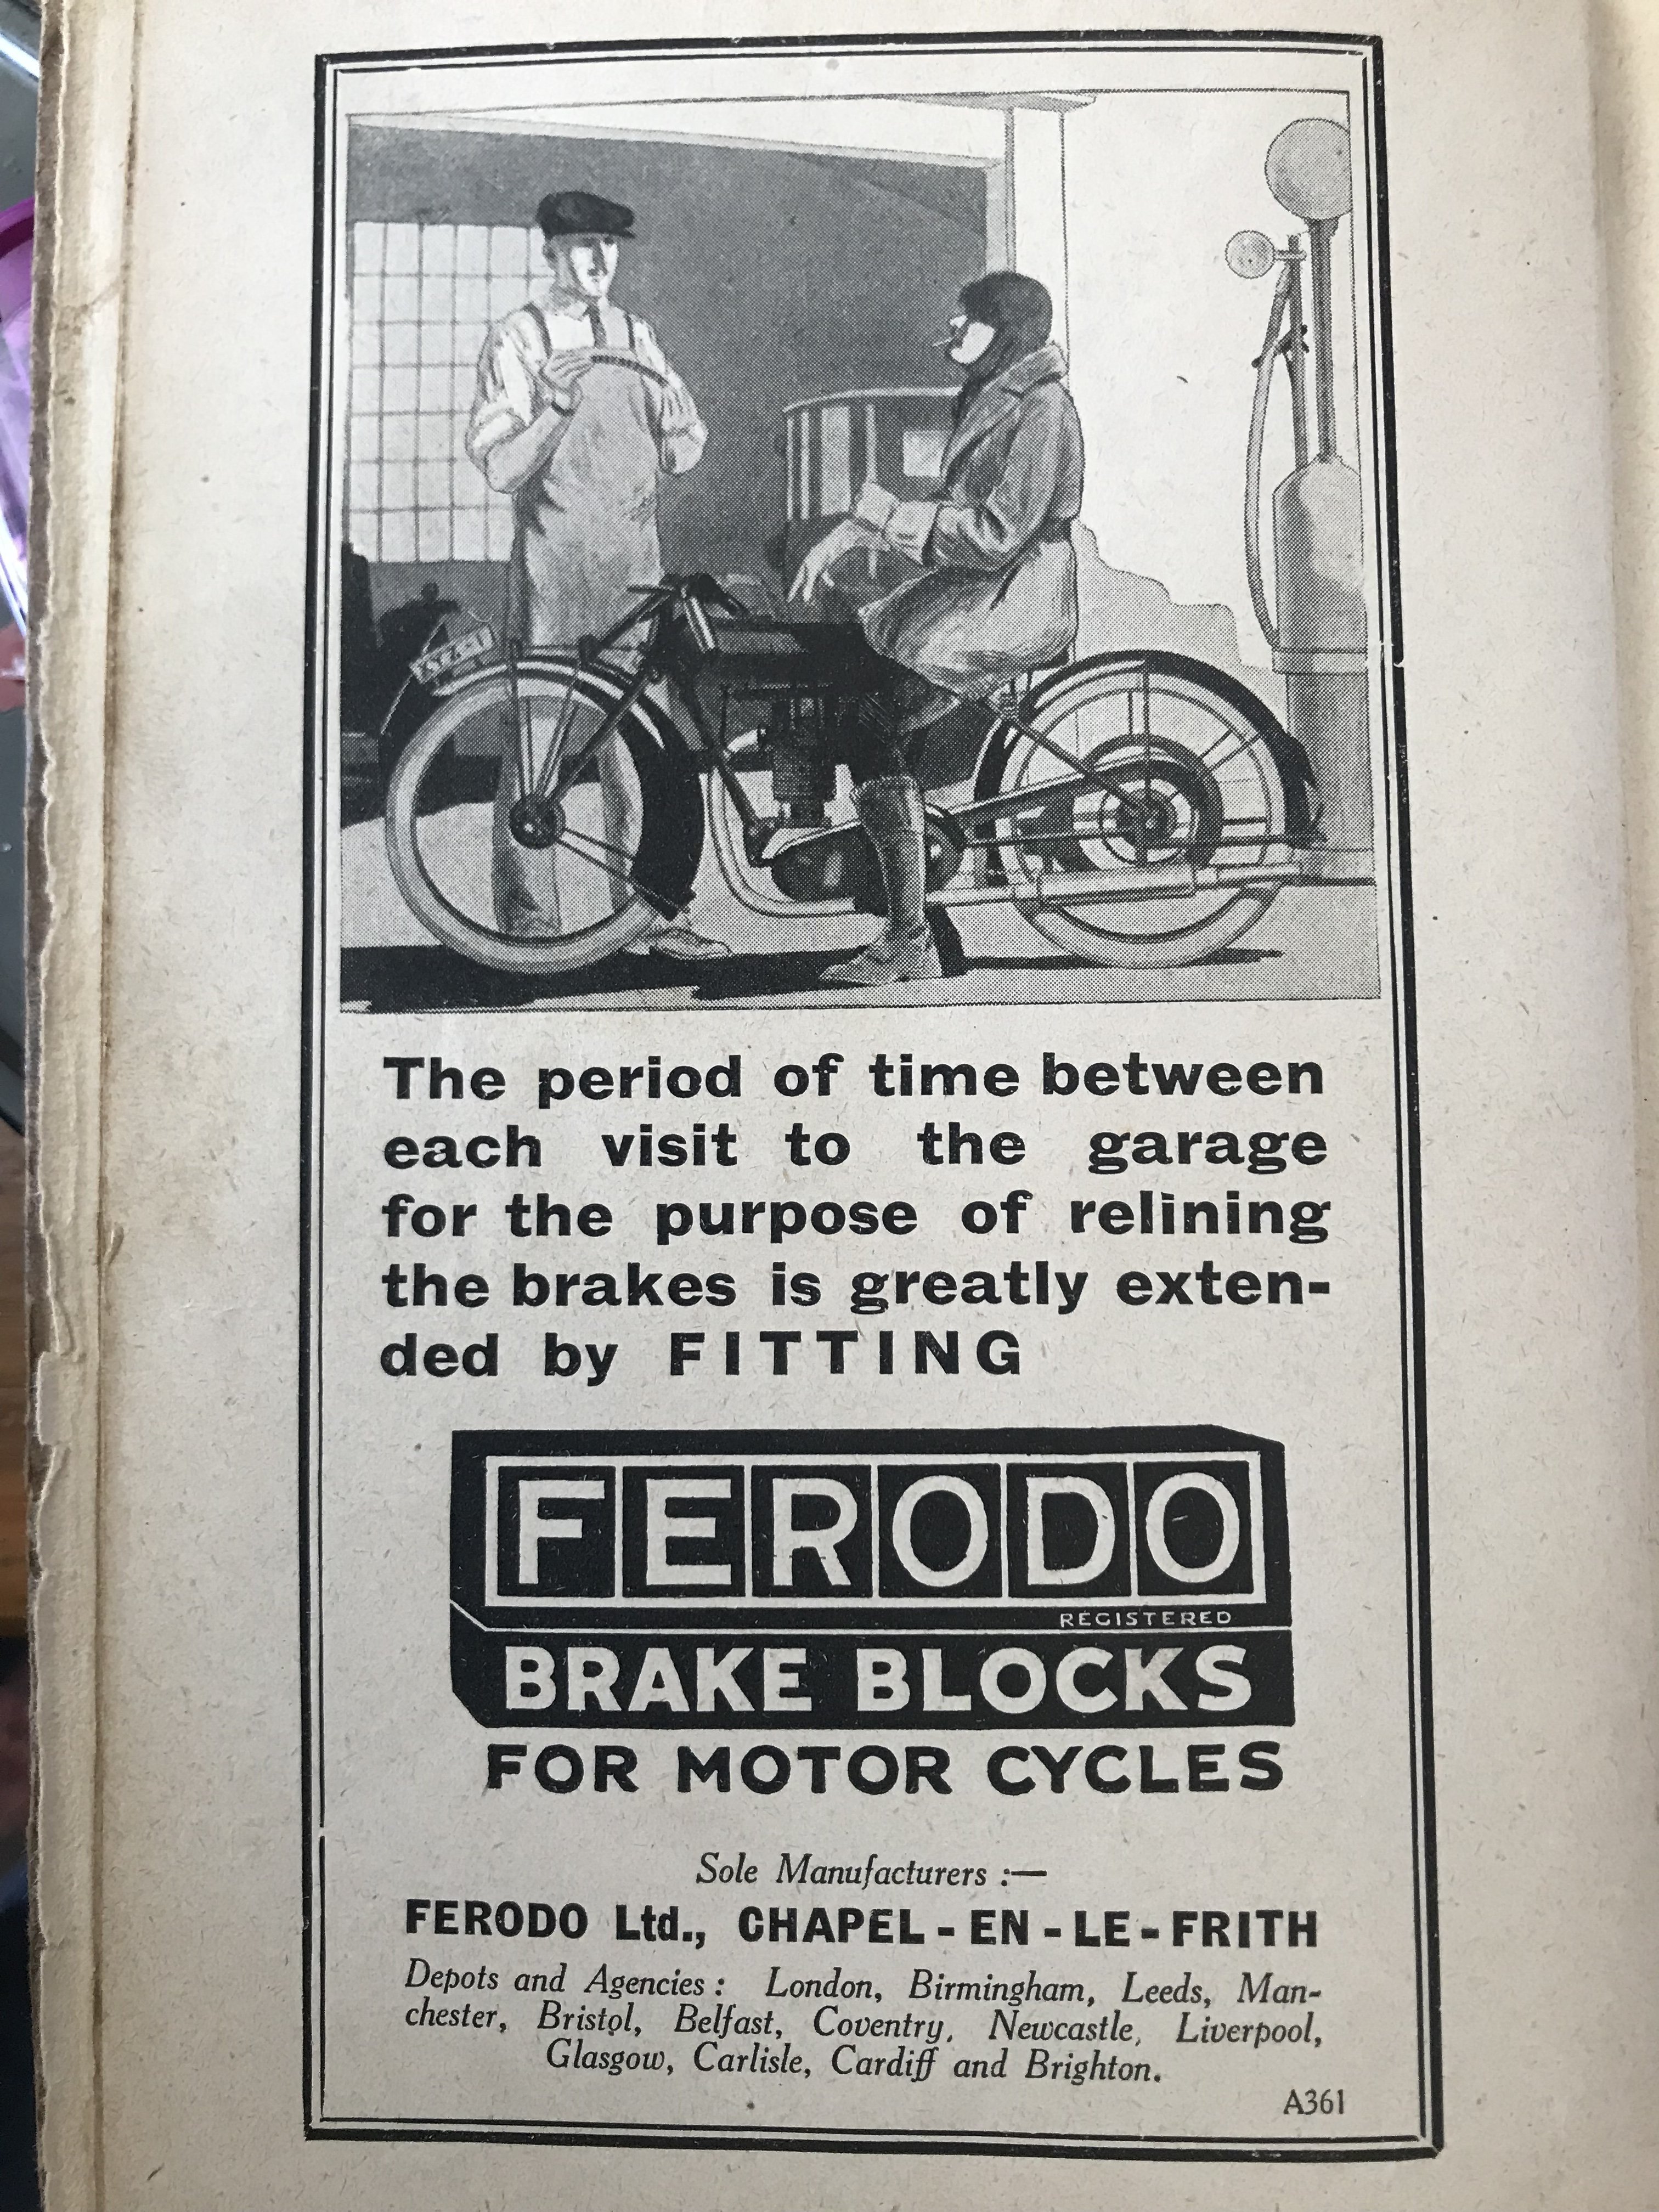 The period of time between
each visit to the garage
for the purpose of relining
the brakes is greatly exten-
ded by FITTING
FERODO
REGISTERED
BRAKE BLOCKS
FOR MOTOR CYCLES
Sole Manufacturers :—
FERODO Ltd., CHAPEL - EN - LE - FRITH
Depots and Agencies : London, Birmingham, Leeds, Man-
chester, Bristol, Belfast, Coventry, Newcastle, Liverpool,
Glasgow, Carlisle, Cardiff and Brighton.
A361